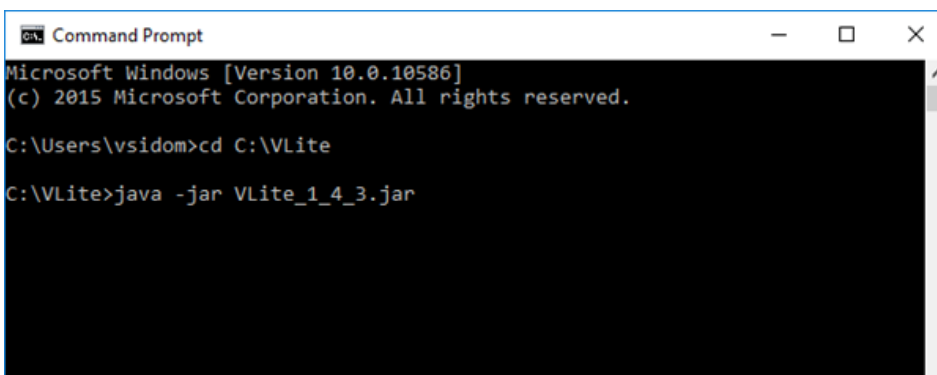 Command Prompt
Microsoft Windows [Version 10.0.10586]
(c) 2015 Microsoft Corporation. All rights reserved.
C:\Users\vsidom>cd C:\VLite
C:\VLite>java -jar VLite_1_4_3.jar